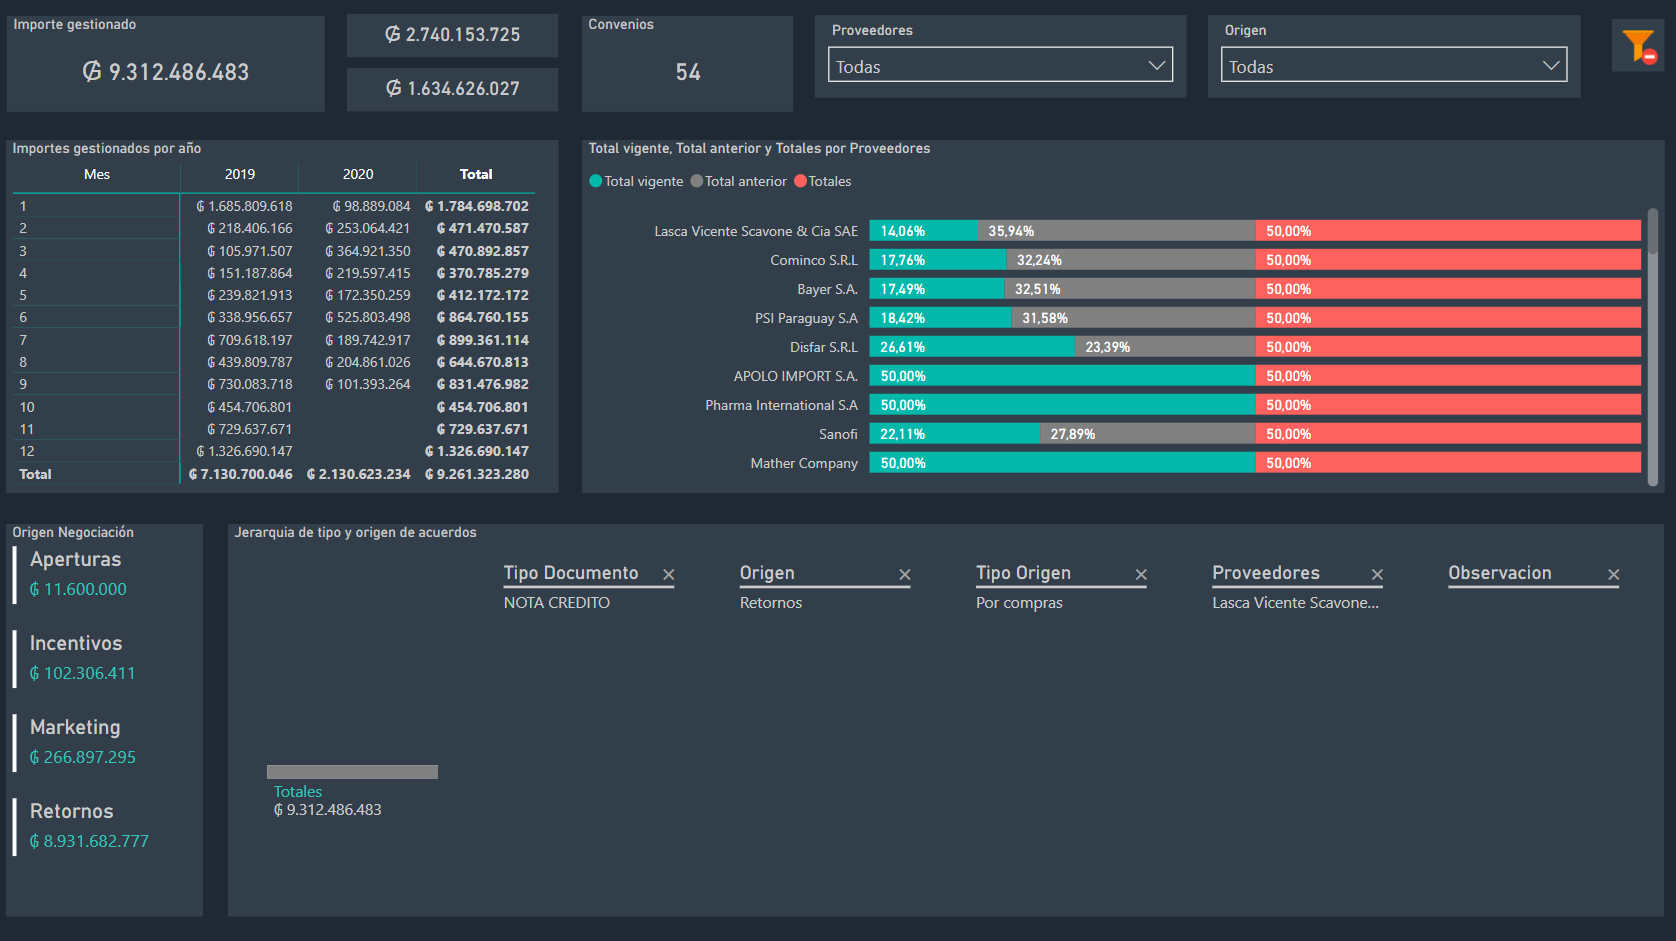 Importe gestionado
₲ 9.312.486.483
₲ 2.740.153.725
₲ 1.634.626.027
Convenios
54
Proveedores
Todas
Origen
Todas
Importes gestionados por año
Mes 2019 2020 Total
1 ₲ 1.685.809.618 ₲ 98.889.084 ₲ 1.784.698.702
2 ₲ 218.406.166 ₲ 253.064.421 ₲ 471.470.587
3 ₲ 105.971.507 ₲ 364.921.350 ₲ 470.892.857
4 ₲ 151.187.864 ₲ 219.597.415 ₲ 370.785.279
5 ₲ 239.821.913 ₲ 172.350.259 ₲ 412.172.172
6 ₲ 338.956.657 ₲ 525.803.498 ₲ 864.760.155
7 ₲ 709.618.197 ₲ 189.742.917 ₲ 899.361.114
8 ₲ 439.809.787 ₲ 204.861.026 ₲ 644.670.813
9 ₲ 730.083.718 ₲ 101.393.264 ₲ 831.476.982
10 ₲ 454.706.801 ₲ 454.706.801
11 ₲ 729.637.671 ₲ 729.637.671
12 ₲ 1.326.690.147 ₲ 1.326.690.147
Total ₲ 7.130.700.046 ₲ 2.130.623.234 ₲ 9.261.323.280
Total vigente, Total anterior y Totales por Proveedores
Total vigente Total anterior Totales
Lasca Vicente Scavone & Cia SAE 14,06% 35,94% 50,00%
Cominco S.R.L 17,76% 32,24% 50,00%
Bayer S.A. 17,49% 32,51% 50,00%
PSI Paraguay S.A 18,42% 31,58% 50,00%
Disfar S.R.L 26,61% 23,39% 50,00%
APOLO IMPORT S.A. 50,00% 50,00%
Pharma International S.A 50,00% 50,00%
Sanofi 22,11% 27,89% 50,00%
Mather Company 50,00% 50,00%
Origen Negociación
Aperturas
₲ 11.600.000
Incentivos
₲ 102.306.411
Marketing
₲ 266.897.295
Retornos
₲ 8.931.682.777
Jerarquia de tipo y origen de acuerdos
Tipo Documento Origen Tipo Origen Proveedores Observacion
NOTA CREDITO Retornos Por compras Lasca Vicente Scavone...
Totales
₲ 9.312.486.483